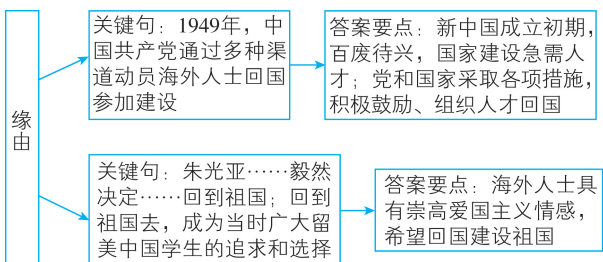 缘由
关键句：1949年，中
国共产党通过多种渠
道动员海外人士回国
参加建设
答案要点：新中国成立初期，
百废待兴，国家建设急需人
才；党和国家采取各项措施，
积极鼓励、组织人才回国
关键句：朱光亚……毅然
决定……回到祖国；回到
祖国去，成为当时广大留
美中国学生的追求和选择
答案要点：海外人士具
有崇高爱国主义情感，
希望回国建设祖国